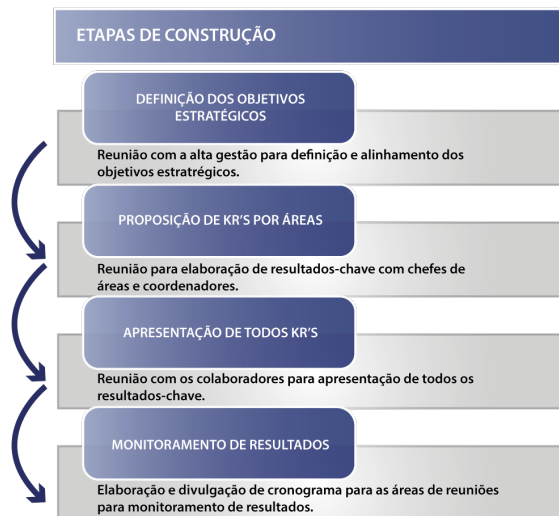 ETAPAS DE CONSTRUÇÃO
DEFINIÇÃO DOS OBJETIVOS
ESTRATÉGICOS
Reunião com a alta gestão para definição e alinhamento dos
objetivos estratrégicos.
PROPOSIÇÃO DE KR'S POR ÁREAS
Reunião para elaboração de resultados-chave com chefes de
áreas e coordenadores.
APRESENTAÇÃO DE TODOS KR'S
Reunião com os colaboradores para apresentação de todos os
resultados-chave.
MONITORAMENTO DE RESULTADOS
Elaboração e divulgação de cronograma para as áreas de reuniões
para monitoramento de resultados.